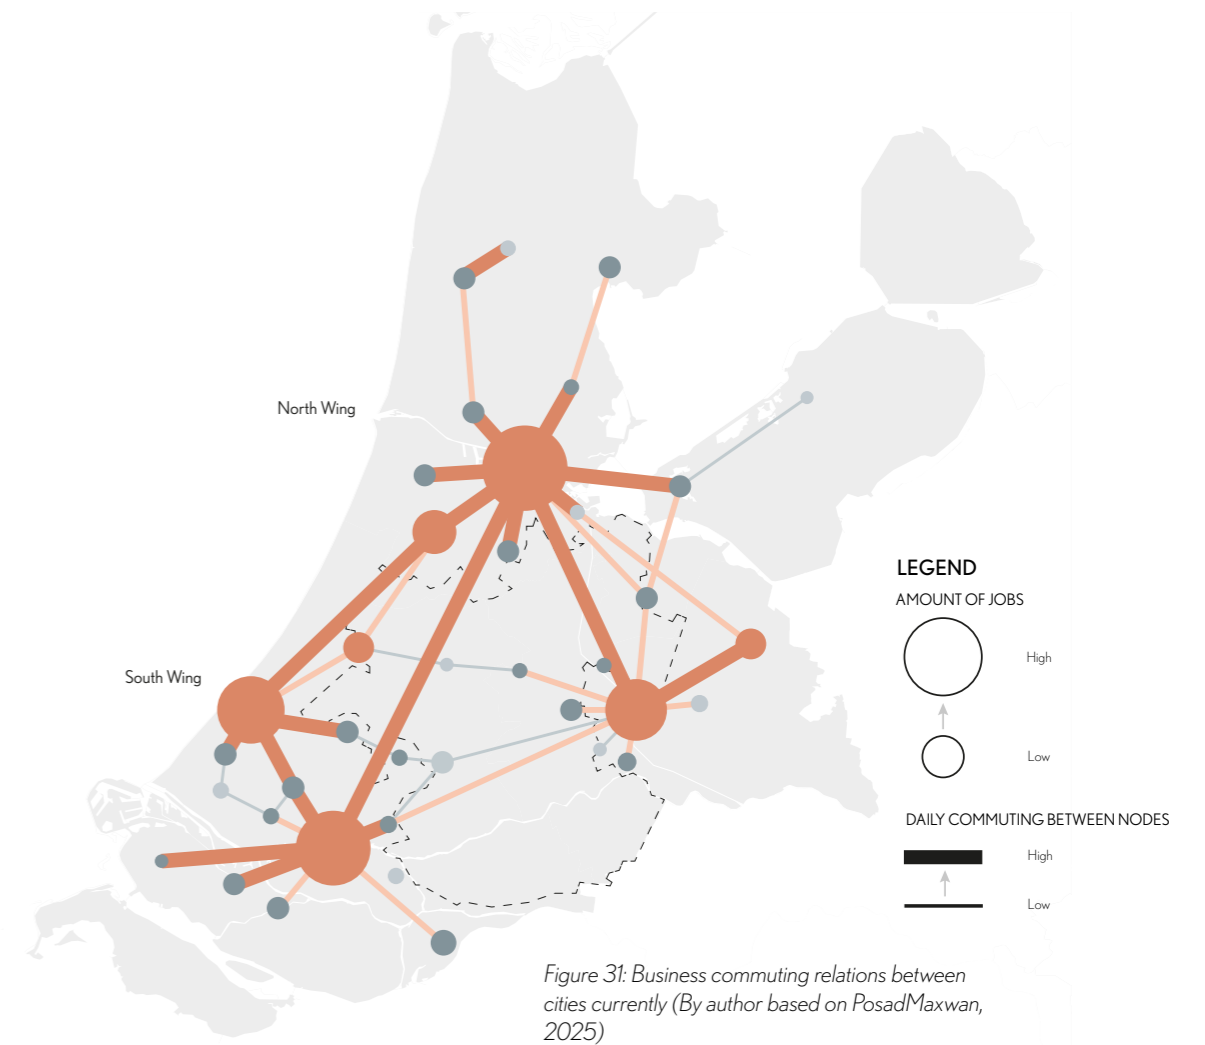 North Wing
South Wing
LEGEND
AMOUNT OF JOBS
High
Low
DAILY COMMUTING BETWEEN NODES
High
Low
Figure 31: Business commuting relations between
cities currently (By author based on PosadMaxwan,
2025)